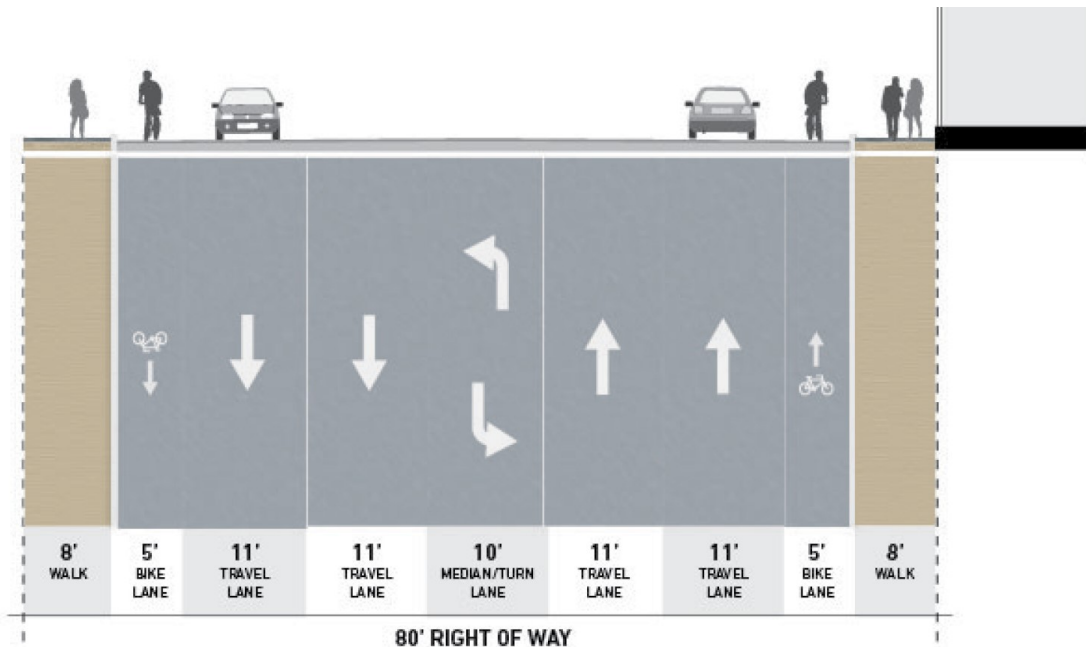 8'
WALK
5'
BIKE
LANE
11'
TRAVEL
LANE
11'
TRAVEL
LANE
10'
MEDIAN/TURN
LANE
11'
TRAVEL
LANE
11'
TRAVEL
LANE
5'
BIKE
LANE
8'
WALK
80' RIGHT OF WAY